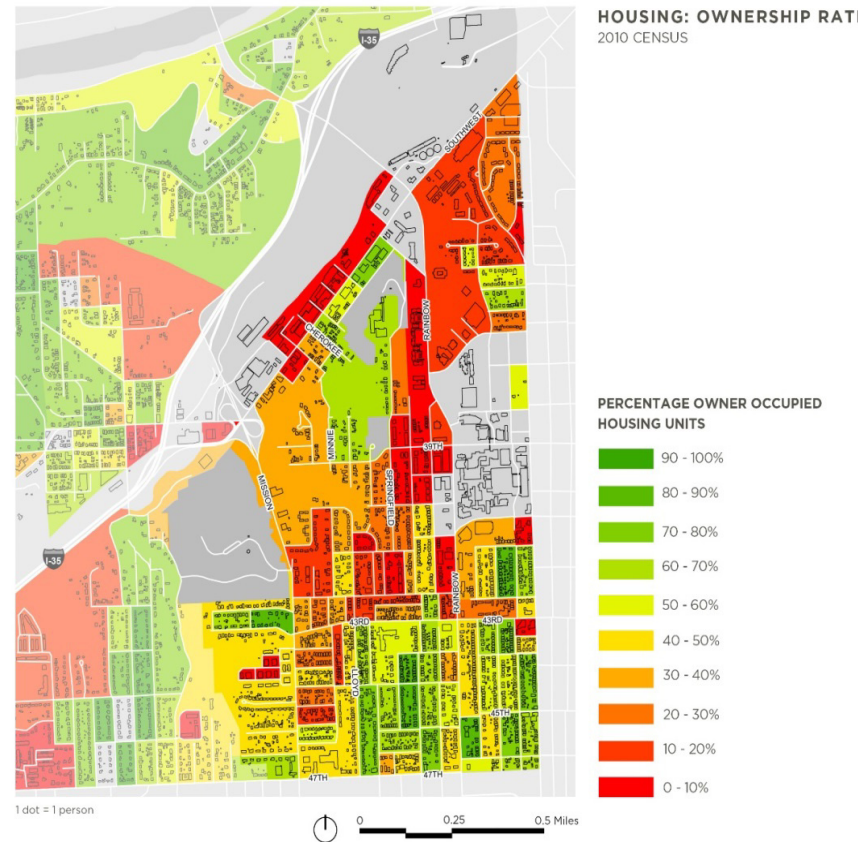 HOUSING: OWNERSHIP RAT
2010 CENSUS
I-35
SOUTHWEST
CHEROKEE
RAINBOW
MINNIE
39TH
MISSION
SPRINGFIELD
I-35
RAINBOW
43RD
43RD
LLOYD
45TH
47TH
47TH
PERCENTAGE OWNER OCCUPIED
HOUSING UNITS
90 - 100%
80 - 90%
70 - 80%
60 - 70%
50 - 60%
40 - 50%
30 - 40%
20 - 30%
10 - 20%
0 - 10%
1 dot = 1 person
0 0.25 0.5 Miles